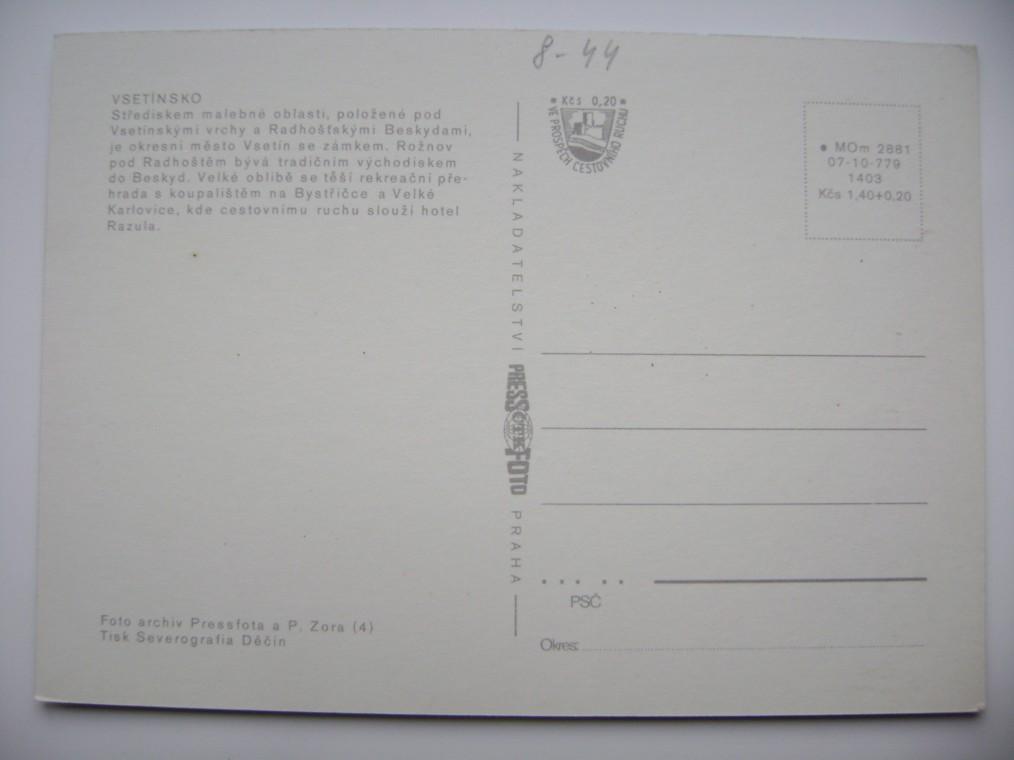 8-44
VSETÍNSKO
Střediskem malebné oblasti, položené pod
Vsetínskými vrchy a Radhošťskými Beskydami,
je okresní město Vsetín se zámkem. Rožnov
pod Radhoštěm bývá tradičním východiskem
do Beskyd. Velké oblibě se těší rekreační pře-
hrada s koupalištěm na Bystřičce a Velké
Karlovice, kde cestovnímu ruchu slouží hotel
Razula.
Foto archiv Pressfota a P. Zora (4)
Tisk Severografia Děčín
NAKLADATELSTVÍ PRESSFOTO PRAHA
ČTK
• Kčs 0,20 •
VE PROSPĚCH CESTOVNÍHO RUCHU
• MOm 2881
07-10-779
1403
Kčs 1,40+0,20
PSČ
Okres: